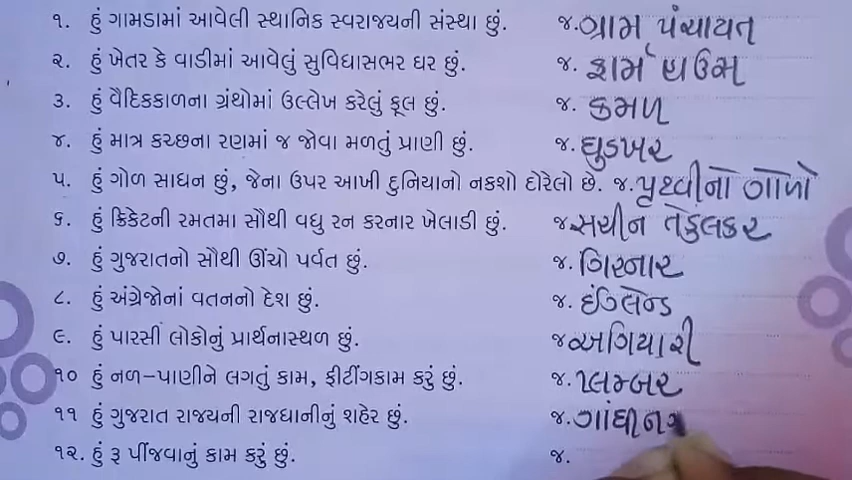 ૧. હું ગામડામાં આવેલી સ્થાનિક સ્વરાજ્યની સંસ્થા છું. જ. ગ્રામ પંચાયત
૨. હું ખેતર કે વાડીમાં આવેલું સુવિધાસભર ઘર છું. જ. ફાર્મ હાઉસ
૩. હું વૈદિકકાળના ગ્રંથોમાં ઉલ્લેખ કરેલું ફૂલ છું. જ. કમળ
૪. હું માત્ર કચ્છના રણમાં જ જોવા મળતું પ્રાણી છું. જ. ઘુડખર
૫. હું ગોળ સાધન છું, જેના ઉપર આખી દુનિયાનો નકશો દોરેલો છે. જ. પૃથ્વીનો ગોળો
૬. હું ક્રિકેટની રમતમા સૌથી વધુ રન કરનાર ખેલાડી છું. જ. સચીન તેંડુલકર
૭. હું ગુજરાતનો સૌથી ઊંચો પર્વત છું. જ. ગિરનાર
૮. હું અંગ્રેજોનાં વતનનો દેશ છું. જ. ઈંગ્લેન્ડ
૯. હું પારસી લોકોનું પ્રાર્થનાસ્થળ છું. જ. અગિયારી
૧૦ હું નળ-પાણીને લગતું કામ, ફીટીંગકામ કરું છું. જ. પ્લમ્બર
૧૧ હું ગુજરાત રાજ્યની રાજધાનીનું શહેર છું. જ. ગાંધીન
૧૨. હું રૂ પીંજવાનું કામ કરું છું. જ.